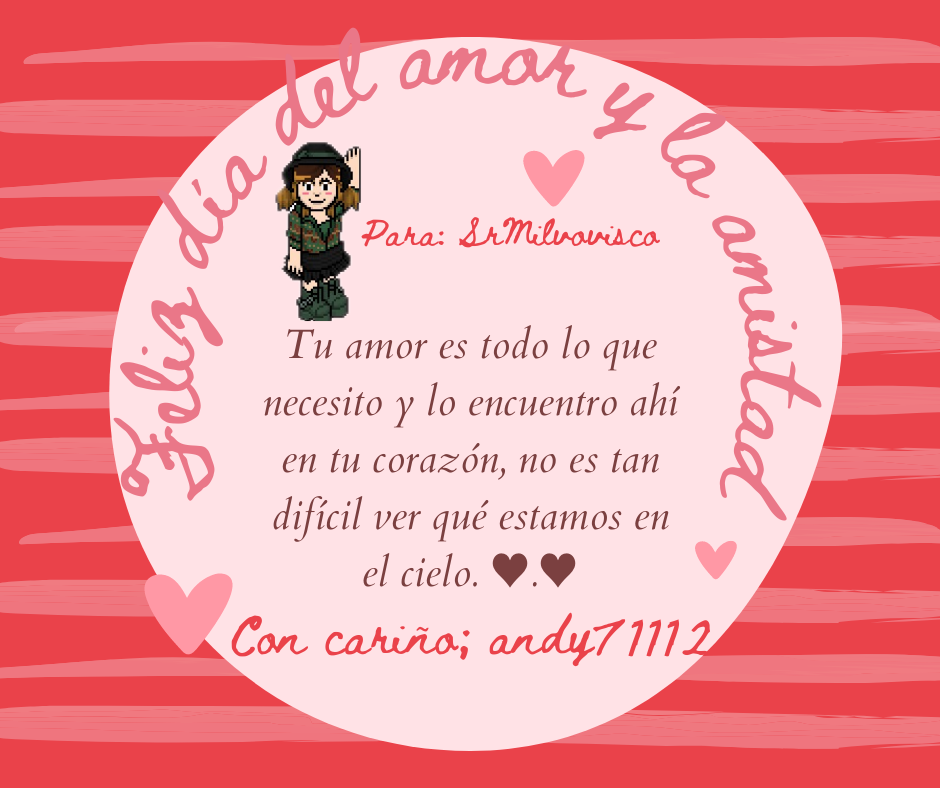 Feliz día del amor y la amistad
Para: SrMilvovisco
Tu amor es todo lo que
necesito y lo encuentro ahí
en tu corazón, no es tan
difícil ver qué estamos en
el cielo. ♥.♥
Con cariño; andy71112